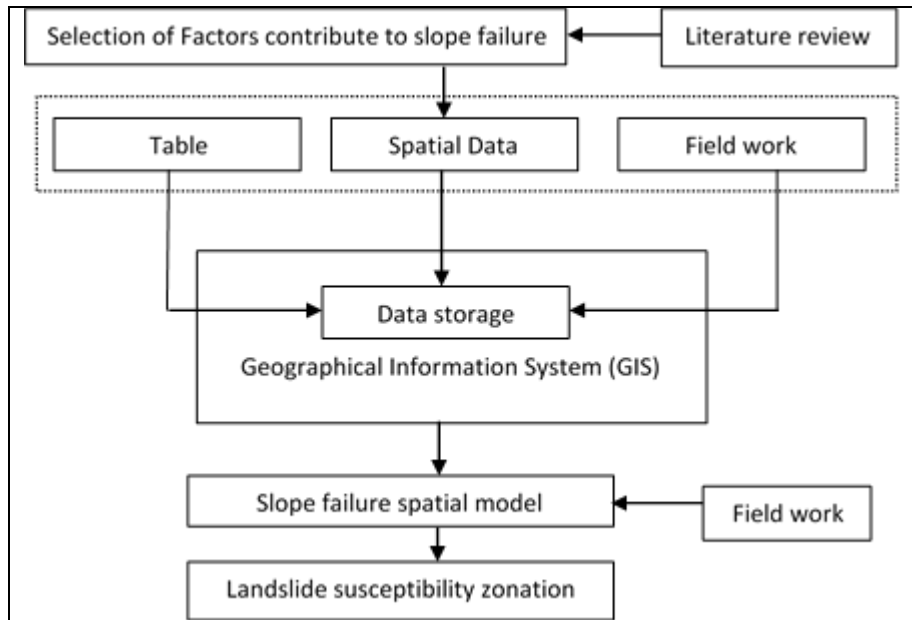 Selection of Factors contribute to slope failure
Literature review
Table
Spatial Data
Field work
Data storage
Geographical Information System (GIS)
Slope failure spatial model
Field work
Landslide susceptibility zonation